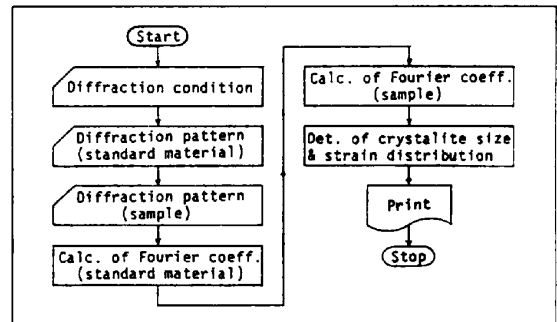 Start
Diffraction condition
Diffraction pattern
(standard material)
Diffraction pattern
(sample)
Calc. of Fourier coeff.
(standard material)
Calc. of Fourier coeff.
(sample)
Det. of crystalite size
& strain distribution
Print
Stop